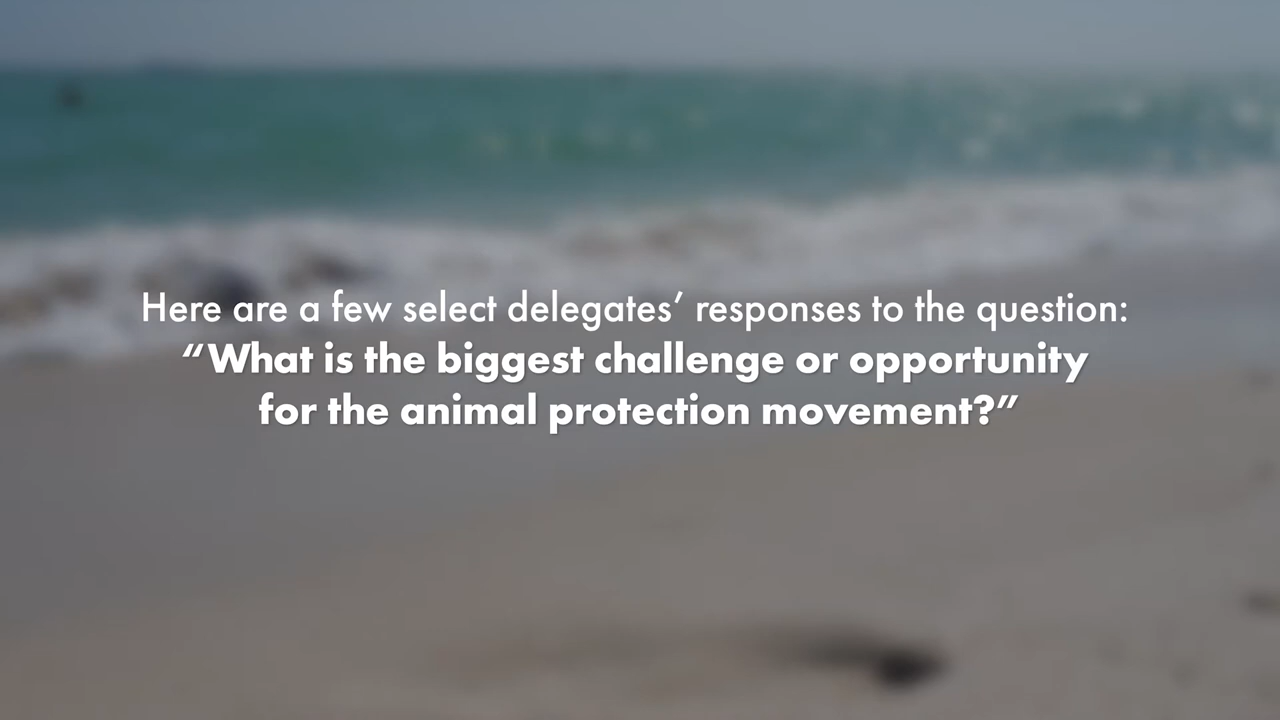 Here are a few select delegates’ responses to the question:
“What is the biggest challenge or opportunity
for the animal protection movement?”